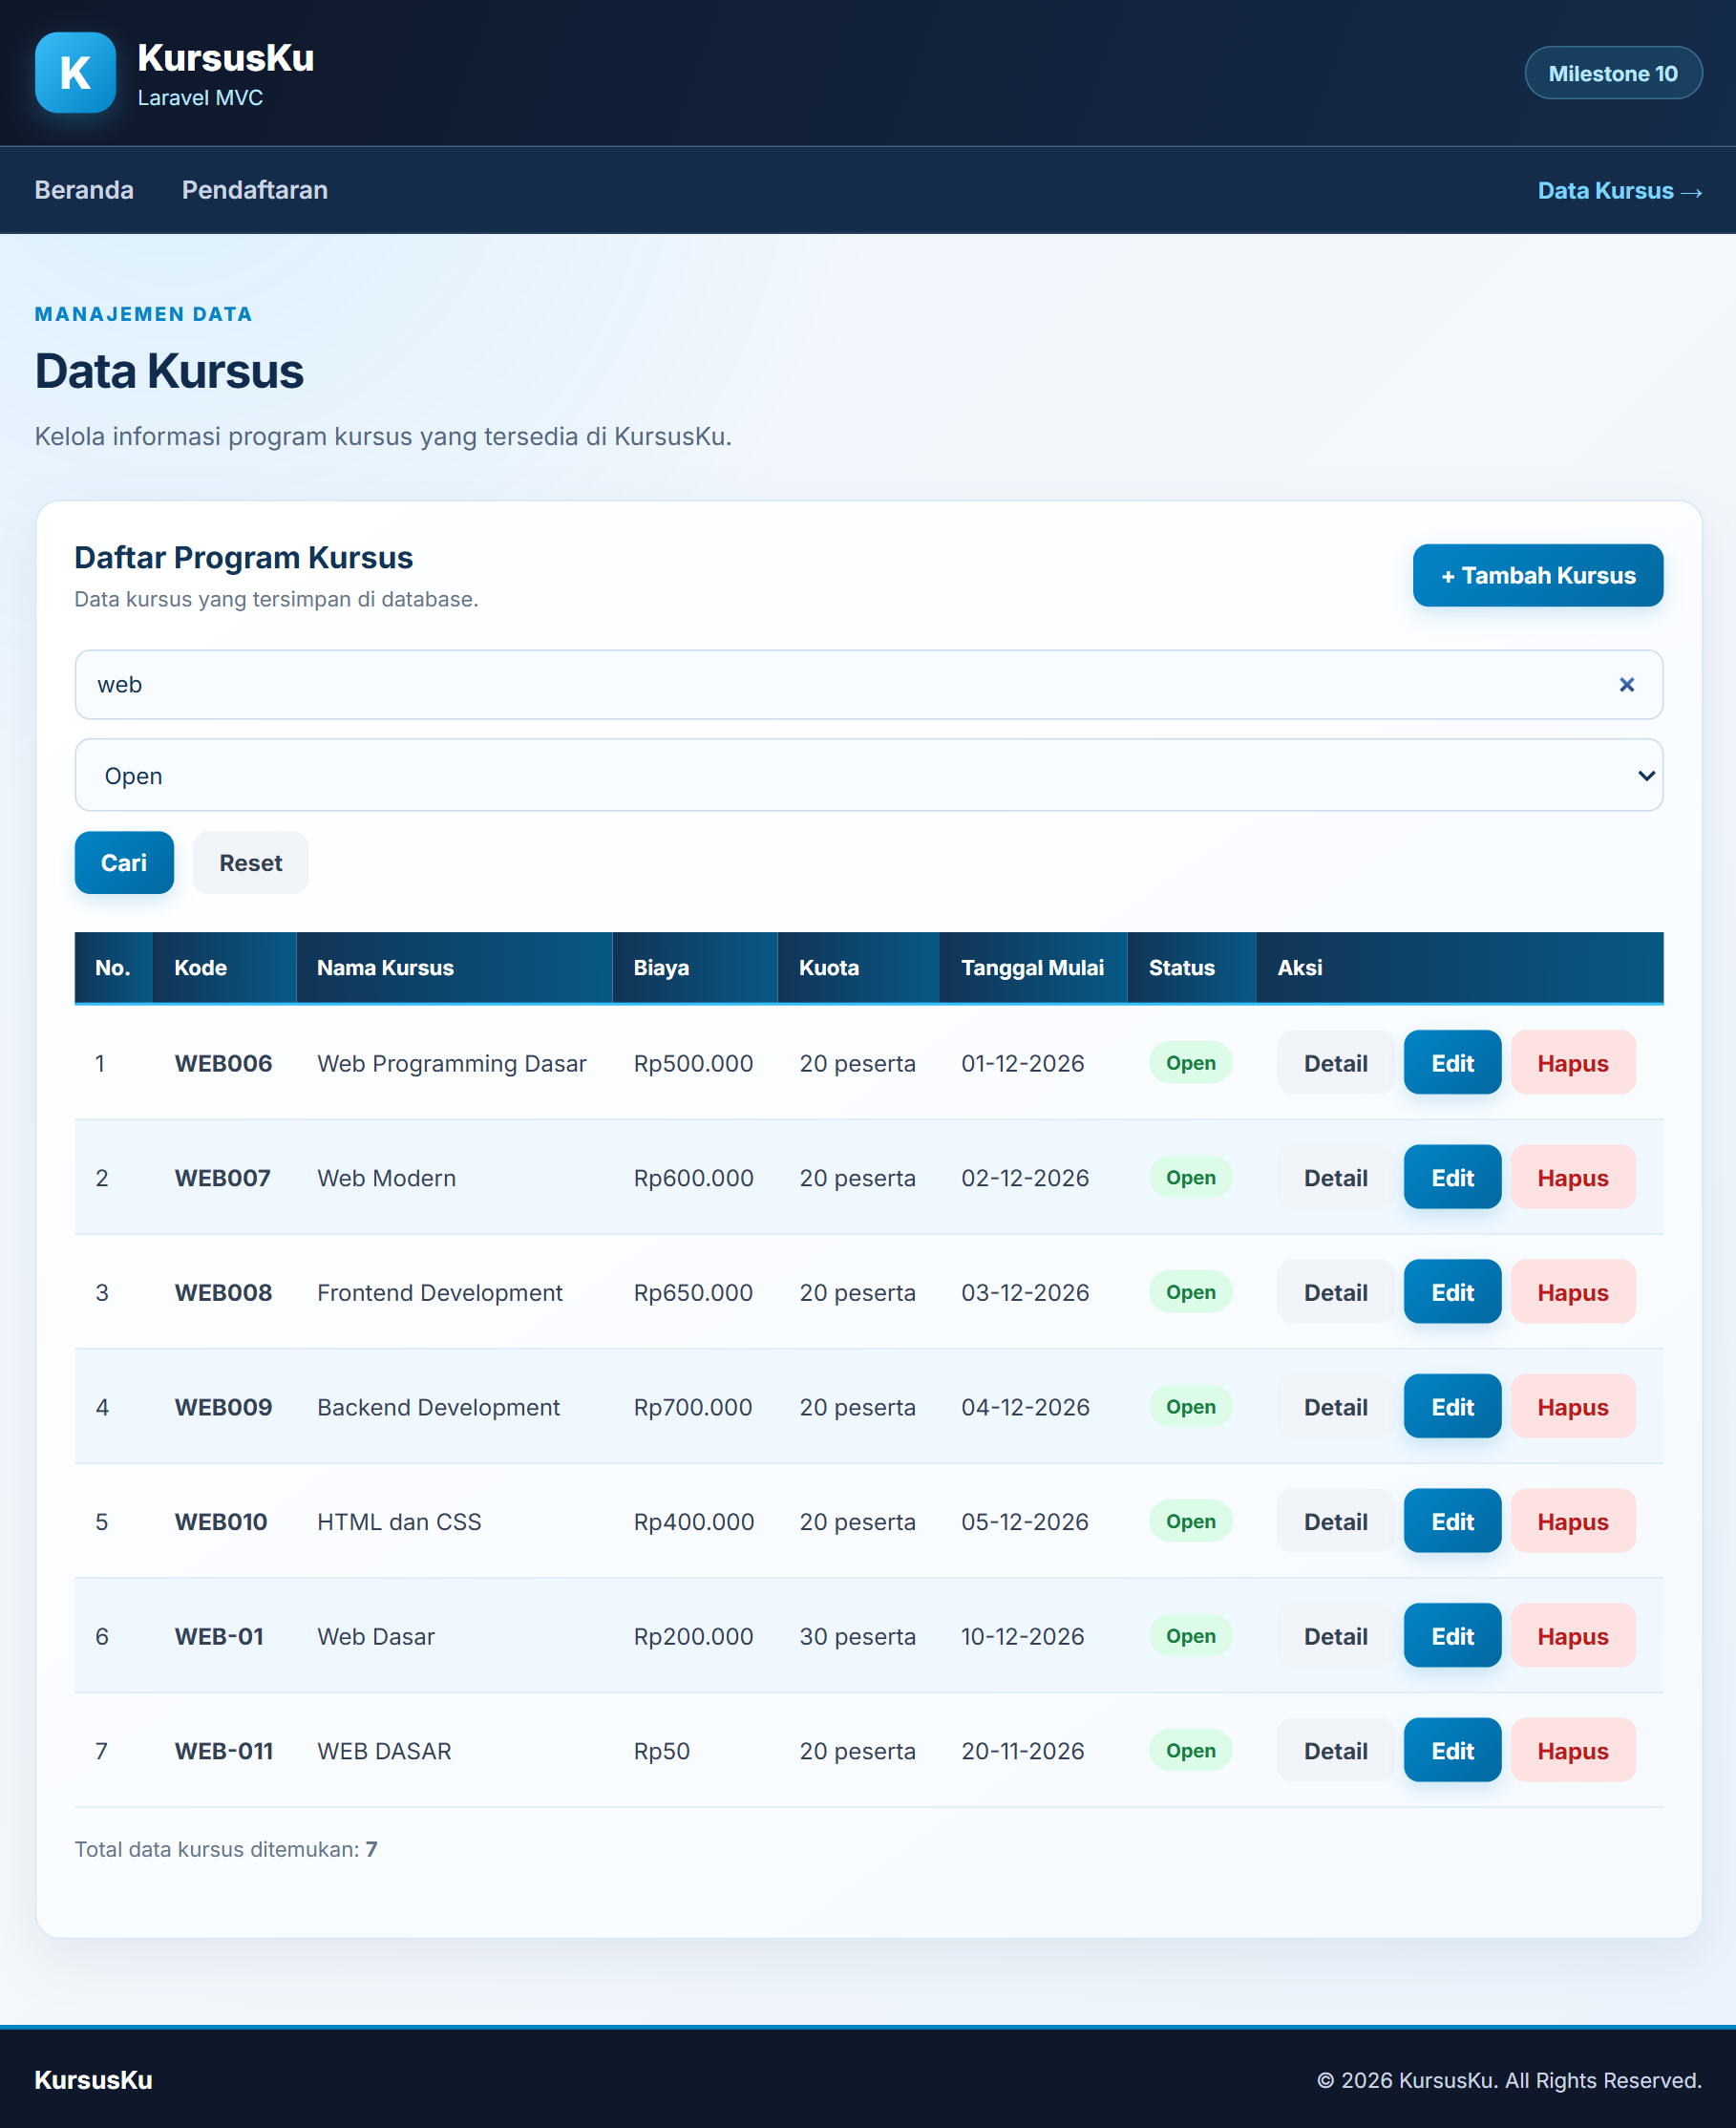 K
KursusKu
Laravel MVC
Milestone 10
Beranda Pendaftaran Data Kursus →
MANAJEMEN DATA
Data Kursus
Kelola informasi program kursus yang tersedia di KursusKu.
Daftar Program Kursus
Data kursus yang tersimpan di database.
+ Tambah Kursus
web ×
Open
Cari Reset
No. Kode Nama Kursus Biaya Kuota Tanggal Mulai Status Aksi
1 WEB006 Web Programming Dasar Rp500.000 20 peserta 01-12-2026 Open Detail Edit Hapus
2 WEB007 Web Modern Rp600.000 20 peserta 02-12-2026 Open Detail Edit Hapus
3 WEB008 Frontend Development Rp650.000 20 peserta 03-12-2026 Open Detail Edit Hapus
4 WEB009 Backend Development Rp700.000 20 peserta 04-12-2026 Open Detail Edit Hapus
5 WEB010 HTML dan CSS Rp400.000 20 peserta 05-12-2026 Open Detail Edit Hapus
6 WEB-01 Web Dasar Rp200.000 30 peserta 10-12-2026 Open Detail Edit Hapus
7 WEB-011 WEB DASAR Rp50 20 peserta 20-11-2026 Open Detail Edit Hapus
Total data kursus ditemukan: 7
KursusKu © 2026 KursusKu. All Rights Reserved.